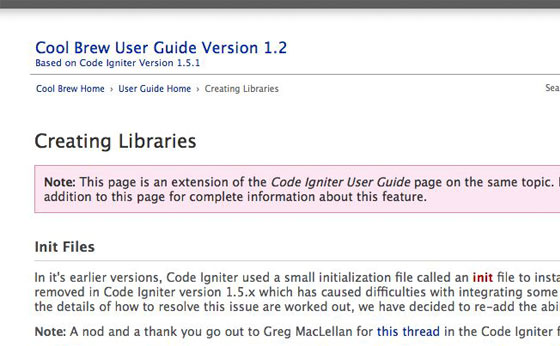 Cool Brew User Guide Version 1.2
Based on Code Igniter Version 1.5.1
Cool Brew Home › User Guide Home › Creating Libraries
Sea
Creating Libraries
Note: This page is an extension of the Code Igniter User Guide page on the same topic.
addition to this page for complete information about this feature.
Init Files
In it's earlier versions, Code Igniter used a small initialization file called an init file to insta
removed in Code Igniter version 1.5.x which has caused difficulties with integrating some
the details of how to resolve this issue are worked out, we have decided to re-add the abi
Note: A nod and a thank you go out to Greg MacLellan for this thread in the Code Igniter f